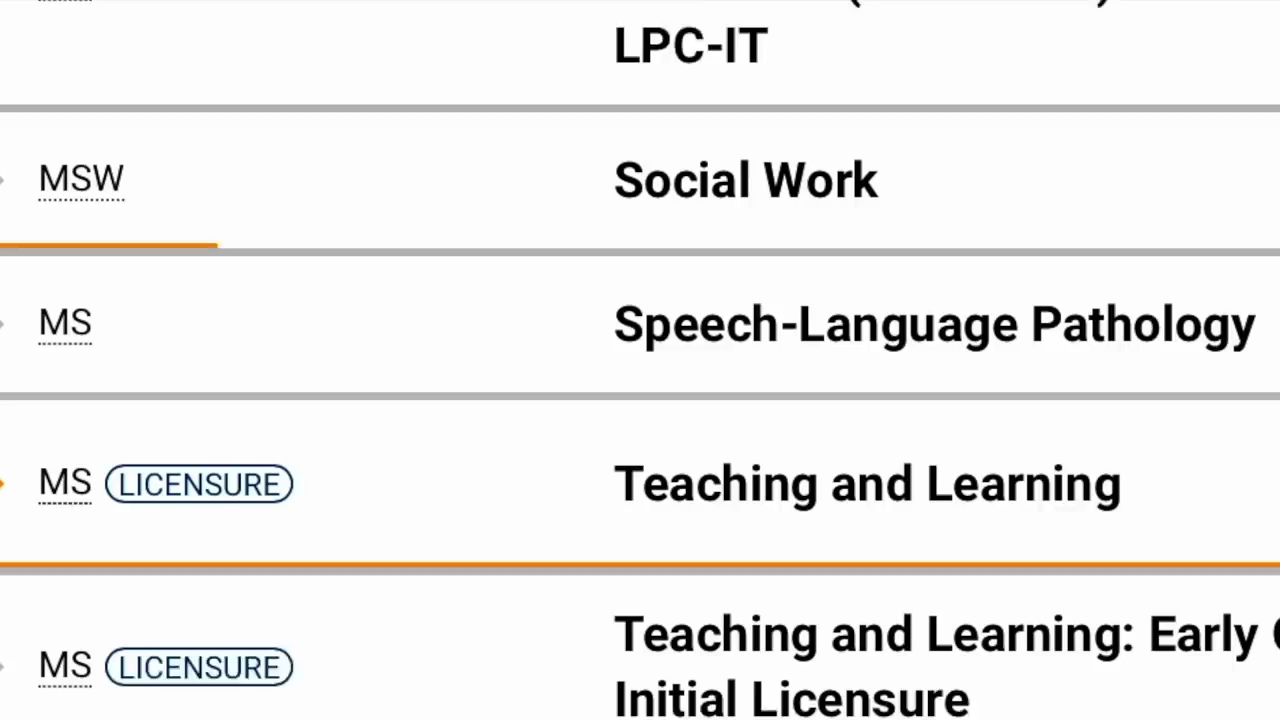 LPC-IT
MSW
Social Work
MS
Speech-Language Pathology
MS LICENSURE
Teaching and Learning
MS LICENSURE
Teaching and Learning: Early
Initial Licensure